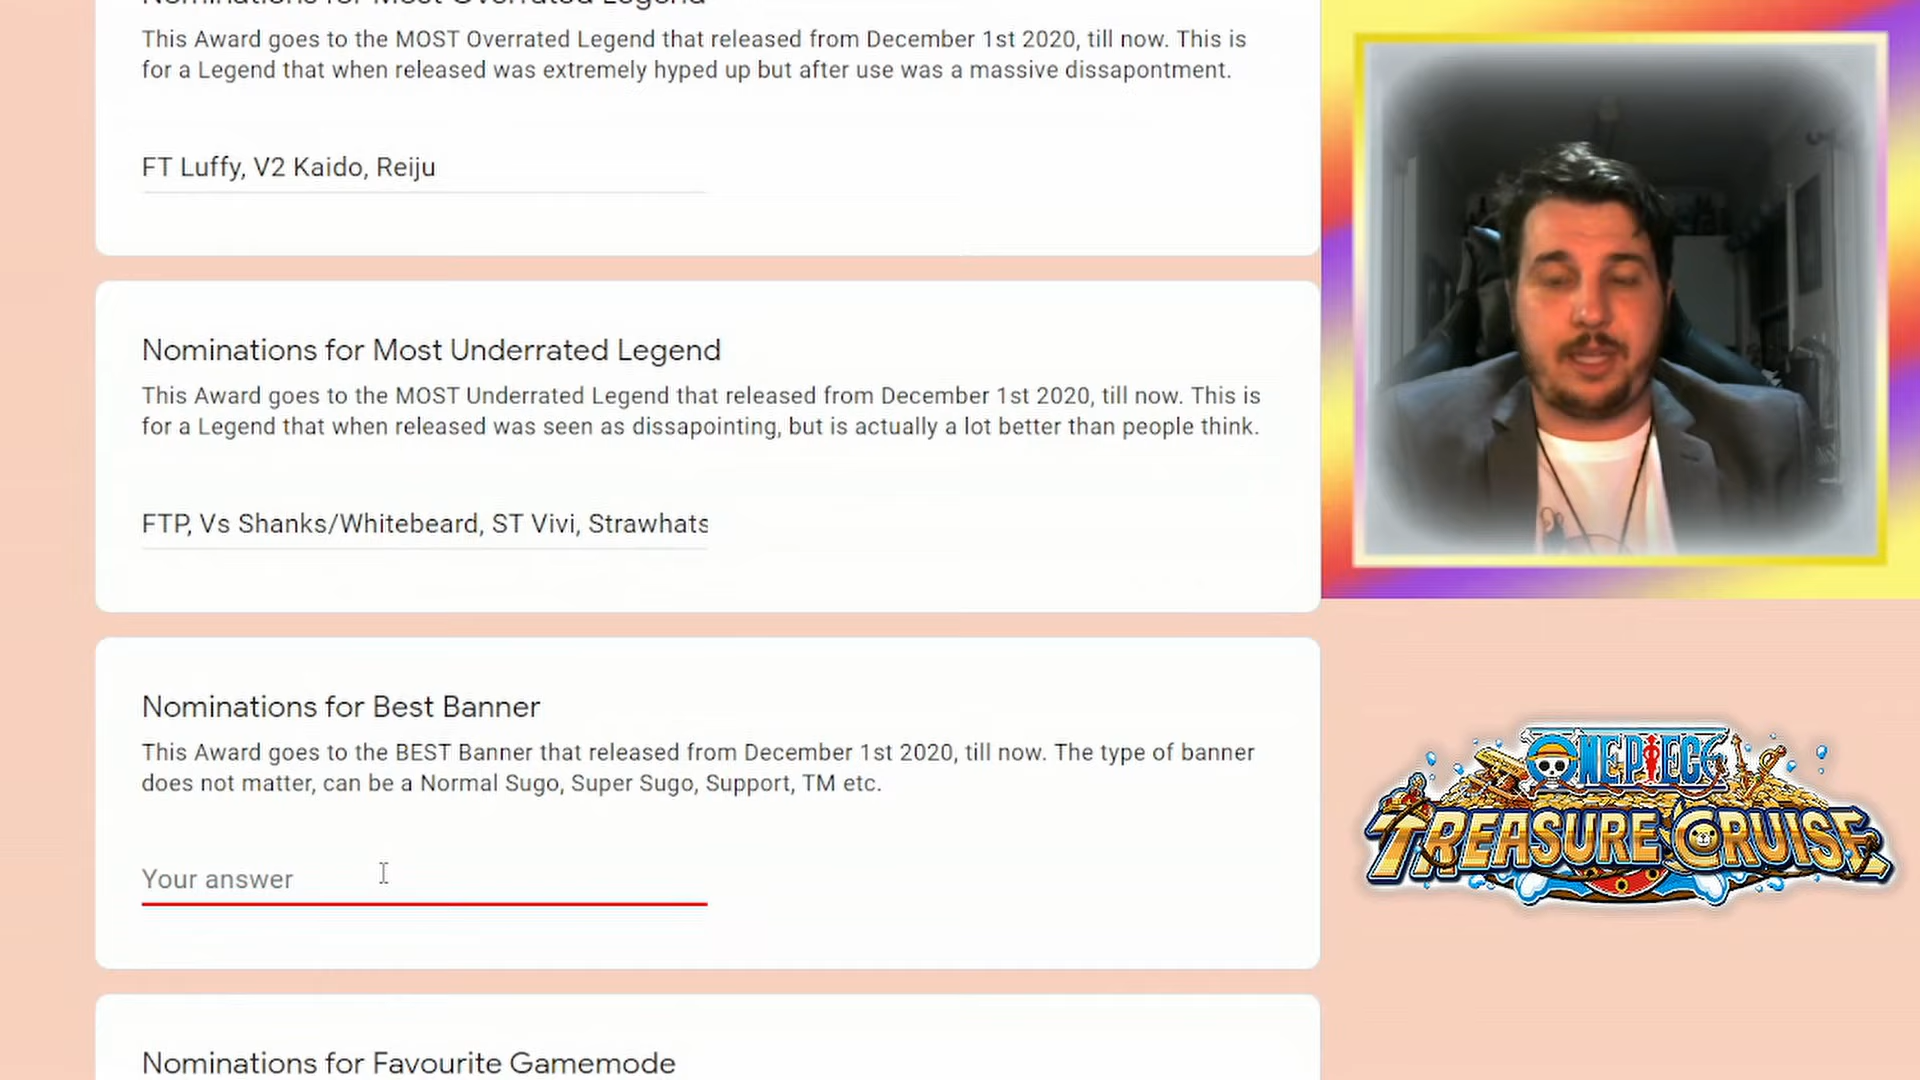 Nominations for Most Overrated Legend
This Award goes to the MOST Overrated Legend that released from December 1st 2020, till now. This is
for a Legend that when released was extremely hyped up but after use was a massive dissapontment.
FT Luffy, V2 Kaido, Reiju
Nominations for Most Underrated Legend
This Award goes to the MOST Underrated Legend that released from December 1st 2020, till now. This is
for a Legend that when released was seen as dissapointing, but is actually a lot better than people think.
FTP, Vs Shanks/Whitebeard, ST Vivi, Strawhats
Nominations for Best Banner
This Award goes to the BEST Banner that released from December 1st 2020, till now. The type of banner
does not matter, can be a Normal Sugo, Super Sugo, Support, TM etc.
Your answer
Nominations for Favourite Gamemode
ONE PIECE
TREASURE CRUISE